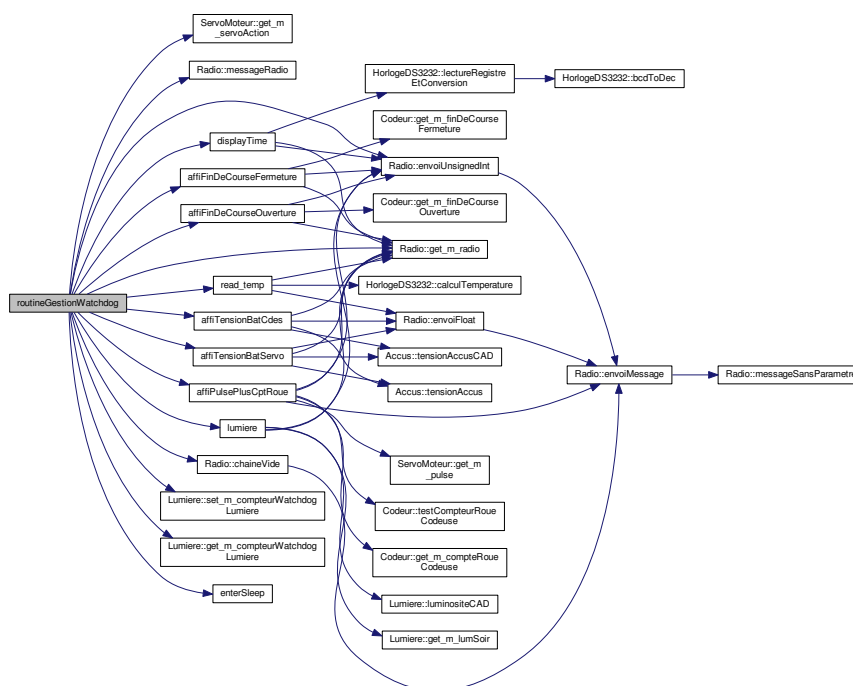 ServoMoteur::get_m
_servoAction
Radio::messageRadio
HorlogeDS3232::lectureRegistre
EtConversion
HorlogeDS3232::bcdToDec
displayTime
Codeur::get_m_finDeCourse
Fermeture
Radio::envoiUnsignedInt
affiFinDeCourseFermeture
affiFinDeCourseOuverture
Codeur::get_m_finDeCourse
Ouverture
Radio::get_m_radio
read_temp
HorlogeDS3232::calculTemperature
routineGestionWatchdog
affiTensionBatCdes
Radio::envoiFloat
affiTensionBatServo
Accus::tensionAccusCAD
Radio::envoiMessage
Radio::messageSansParametre
affiPulsePlusCptRoue
Accus::tensionAccus
lumiere
Radio::chaineVide
ServoMoteur::get_m
_pulse
Lumiere::set_m_compteurWatchdog
Lumiere
Codeur::testCompteurRoue
Codeuse
Lumiere::get_m_compteurWatchdog
Lumiere
Codeur::get_m_compteRoue
Codeuse
enterSleep
Lumiere::luminositeCAD
Lumiere::get_m_lumSoir